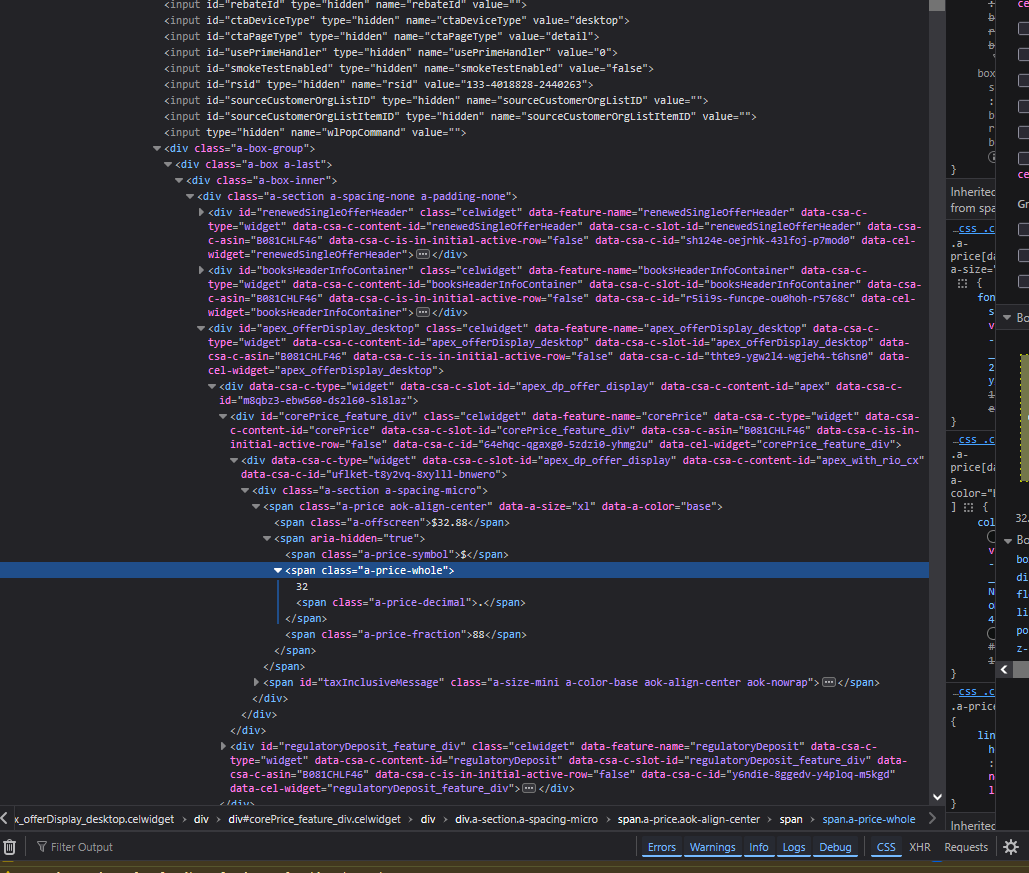 <input id="rebateId" type="hidden" name="rebateId" value="">
<input id="ctaDeviceType" type="hidden" name="ctaDeviceType" value="desktop">
<input id="ctaPageType" type="hidden" name="ctaPageType" value="detail">
<input id="usePrimeHandler" type="hidden" name="usePrimeHandler" value="0">
<input id="smokeTestEnabled" type="hidden" name="smokeTestEnabled" value="false">
<input id="rsid" type="hidden" name="rsid" value="133-4018828-2440263">
<input id="sourceCustomerOrgListID" type="hidden" name="sourceCustomerOrgListID" value="">
<input id="sourceCustomerOrgListItemID" type="hidden" name="sourceCustomerOrgListItemID" value="">
<input type="hidden" name="wlPopCommand" value="">
<div class="a-box-group">
<div class="a-box a-last">
<div class="a-box-inner">
<div class="a-section a-spacing-none a-padding-none">
<div id="renewedSingleOfferHeader" class="celwidget" data-feature-name="renewedSingleOfferHeader" data-csa-c-
type="widget" data-csa-c-content-id="renewedSingleOfferHeader" data-csa-c-slot-id="renewedSingleOfferHeader" data-csa-
c-asin="B081CHLF46" data-csa-c-is-in-initial-active-row="false" data-csa-c-id="sh124e-oejrhk-43lfoj-p7mod0" data-cel-
widget="renewedSingleOfferHeader"></div>
<div id="booksHeaderInfoContainer" class="celwidget" data-feature-name="booksHeaderInfoContainer" data-csa-c-
type="widget" data-csa-c-content-id="booksHeaderInfoContainer" data-csa-c-slot-id="booksHeaderInfoContainer" data-csa-
c-asin="B081CHLF46" data-csa-c-is-in-initial-active-row="false" data-csa-c-id="r5ii9s-funcpe-ou0hoh-r5768c" data-cel-
widget="booksHeaderInfoContainer"></div>
<div id="apex_offerDisplay_desktop" class="celwidget" data-feature-name="apex_offerDisplay_desktop" data-csa-c-
type="widget" data-csa-c-content-id="apex_offerDisplay_desktop" data-csa-c-slot-id="apex_offerDisplay_desktop" data-
csa-c-asin="B081CHLF46" data-csa-c-is-in-initial-active-row="false" data-csa-c-id="thte9-ygw2l4-wgjeh4-t6hsn0" data-
cel-widget="apex_offerDisplay_desktop">
<div data-csa-c-type="widget" data-csa-c-slot-id="apex_dp_offer_display" data-csa-c-content-id="apex" data-csa-c-
id="m8qbz3-ebw560-ds2l60-sl8laz">
<div id="corePrice_feature_div" class="celwidget" data-feature-name="corePrice" data-csa-c-type="widget" data-csa-
c-content-id="corePrice" data-csa-c-slot-id="corePrice_feature_div" data-csa-c-asin="B081CHLF46" data-csa-c-is-in-
initial-active-row="false" data-csa-c-id="64ehqc-qgaxg0-5zdzi0-yhmg2u" data-cel-widget="corePrice_feature_div">
<div data-csa-c-type="widget" data-csa-c-slot-id="apex_dp_offer_display" data-csa-c-content-id="apex_with_rio_cx"
data-csa-c-id="uflket-t8y2vq-8xylll-bnwero">
<div class="a-section a-spacing-micro">
<span class="a-price aok-align-center" data-a-size="xl" data-a-color="base">
<span class="a-offscreen">$32.88</span>
<span aria-hidden="true">
<span class="a-price-symbol">$</span>
<span class="a-price-whole">
32
<span class="a-price-decimal">.</span>
</span>
<span class="a-price-fraction">88</span>
</span>
</span>
<span id="taxInclusiveMessage" class="a-size-mini a-color-base aok-align-center aok-nowrap"></span>
</div>
</div>
</div>
<div id="regulatoryDeposit_feature_div" class="celwidget" data-feature-name="regulatoryDeposit" data-csa-c-
type="widget" data-csa-c-content-id="regulatoryDeposit" data-csa-c-slot-id="regulatoryDeposit_feature_div" data-
csa-c-asin="B081CHLF46" data-csa-c-is-in-initial-active-row="false" data-csa-c-id="y6ndie-8ggedv-y4ploq-m5kgd"
data-cel-widget="regulatoryDeposit_feature_div"></div>
</div>
x_offerDisplay_desktop.celwidget > div > div#corePrice_feature_div.celwidget > div > div.a-section.a-spacing-micro > span.a-price.aok-align-center > span > span.a-price-whole
Filter Output Errors Warnings Info Logs Debug CSS XHR Requests
box
}
Inherited
from spa
…css .c
.a-
price[da
a-size="
{
fon
}
…css .c
.a-
price[da
a-
color="b
] {
col
}
…css .c
.a-price
{
lin
}
Inherited
Gr
Bo
32
Bo
bo
di
fl
li
po
z-